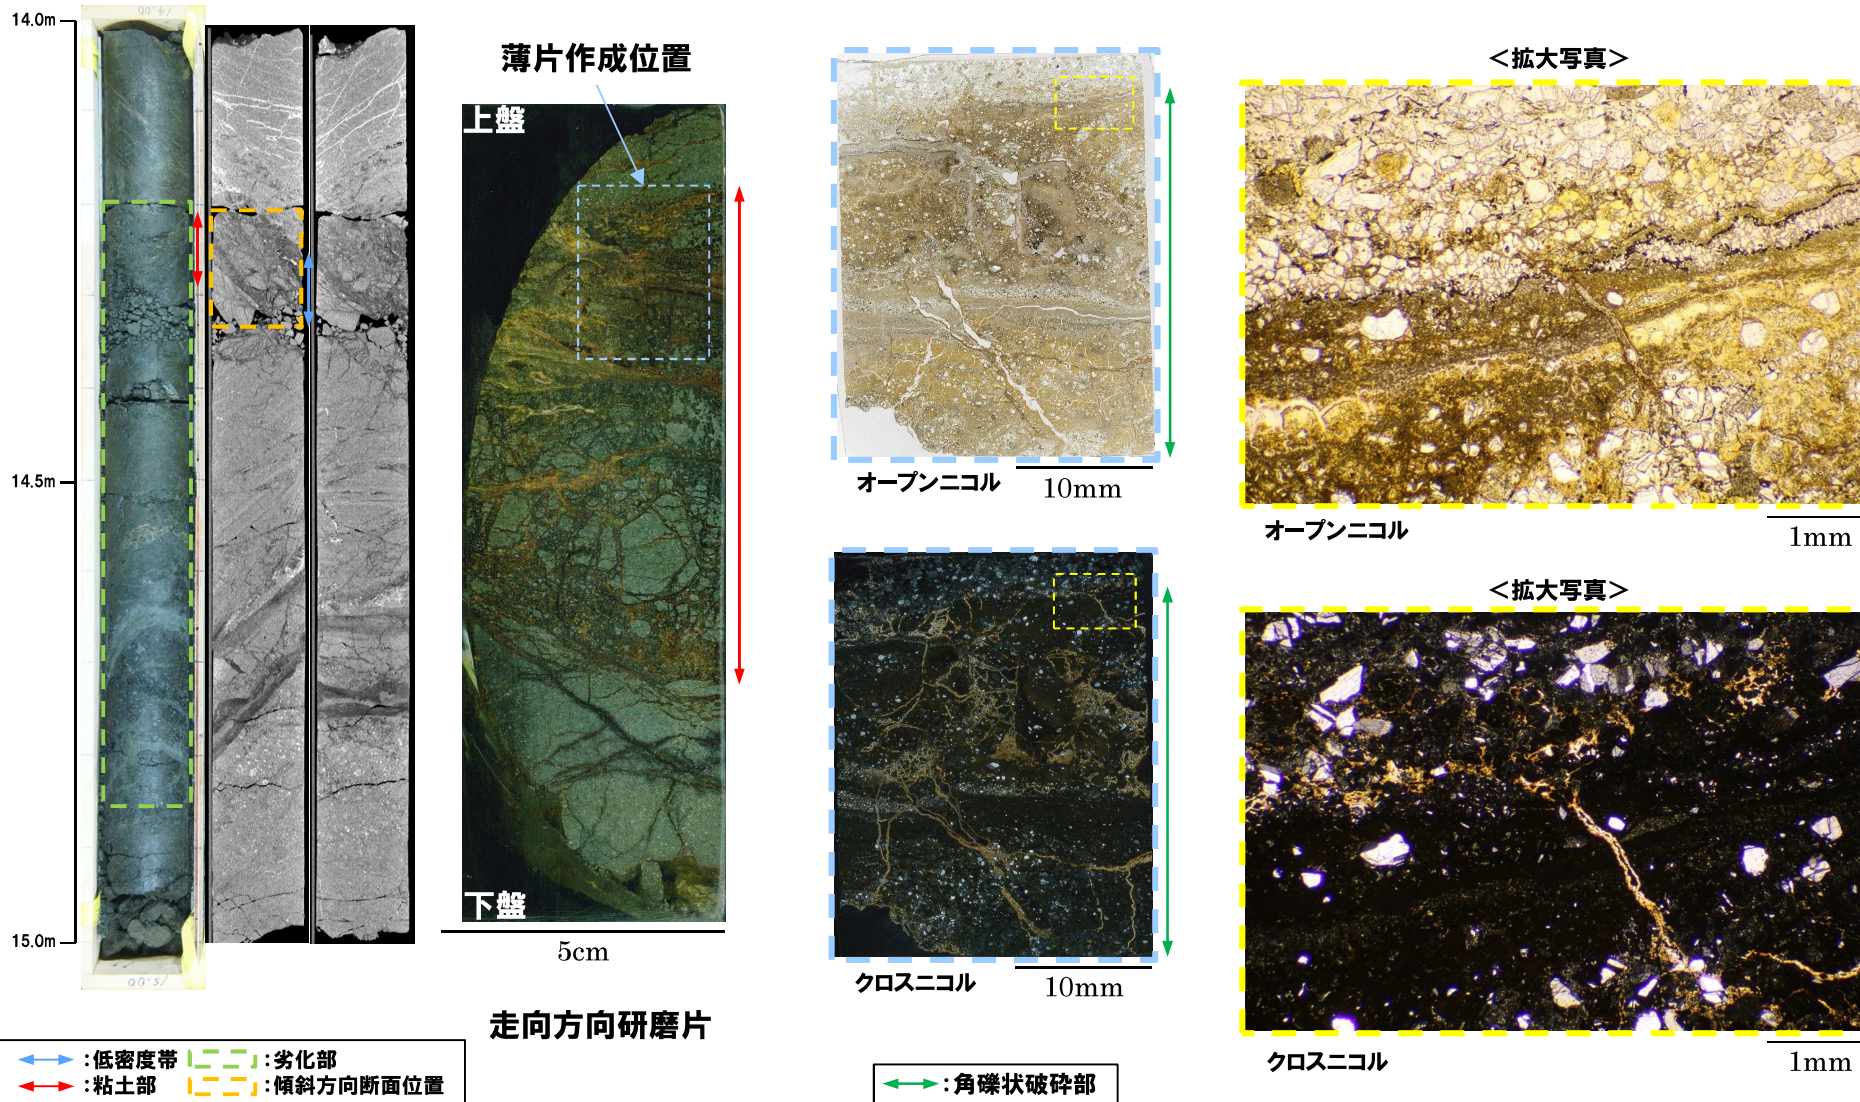 14.0m
14.5m
15.0m
14.00
15.00
薄片作成位置
上盤
下盤
5cm
走向方向研磨片
オープンニコル
10mm
クロスニコル
10mm
<拡大写真>
オープンニコル
1mm
<拡大写真>
クロスニコル
1mm
:低密度帯
:劣化部
:粘土部
:傾斜方向断面位置
:角礫状破砕部